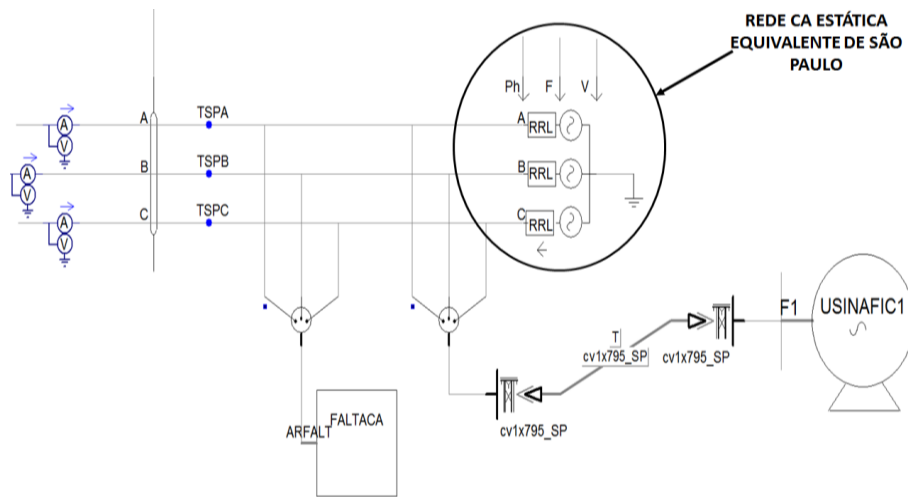 REDE CA ESTÁTICA
EQUIVALENTE DE SÃO
PAULO
Ph F V
A
V
A TSPA
A RRL
A
V
B TSPB
B RRL
A
V
C TSPC
C RRL
F1 USINAFIC1
T
cv1x795_SP
cv1x795_SP
cv1x795_SP
ARFALT FALTACA